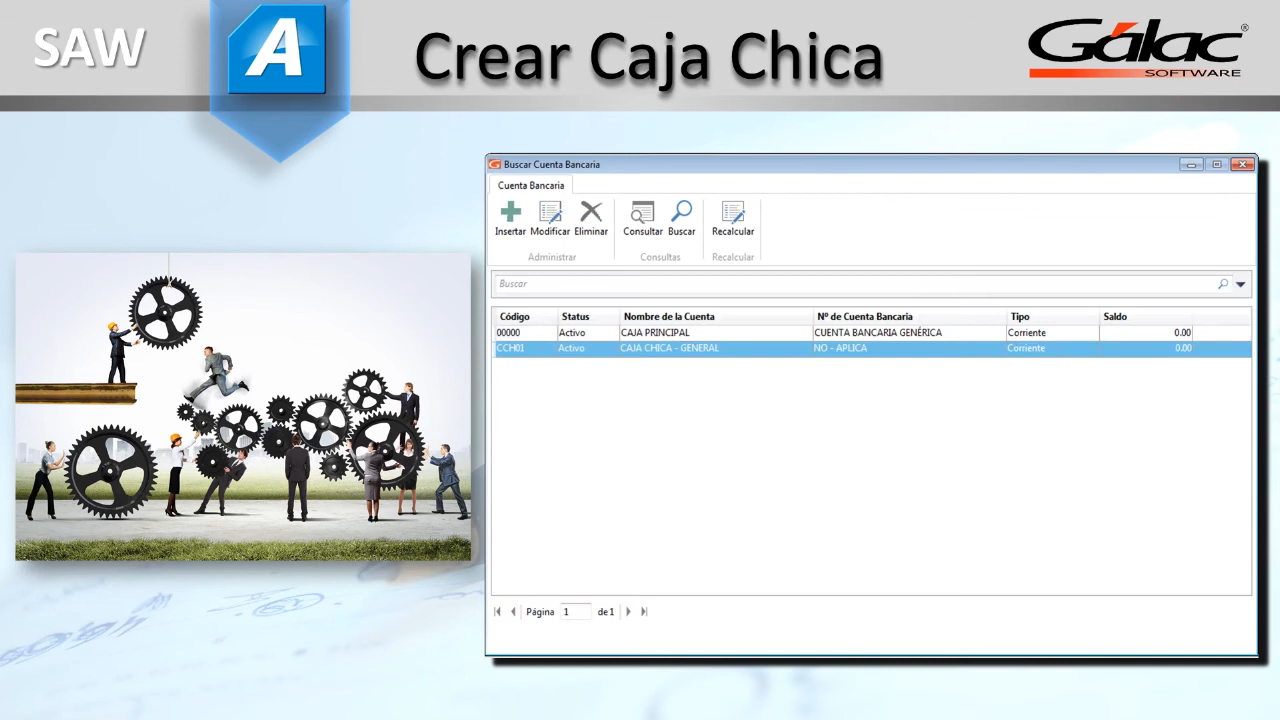 SAW
A
Crear Caja Chica
Gálac®
SOFTWARE
G Buscar Cuenta Bancaria
Cuenta Bancaria
Insertar Modificar Eliminar Consultar Buscar Recalcular
Administrar Consultas Recalcular
Buscar
Código Status Nombre de la Cuenta Nº de Cuenta Bancaria Tipo Saldo
00000 Activo CAJA PRINCIPAL CUENTA BANCARIA GENÉRICA Corriente 0.00
CCH01 Activo CAJA CHICA - GENERAL NO - APLICA Corriente 0.00
Página 1 de 1